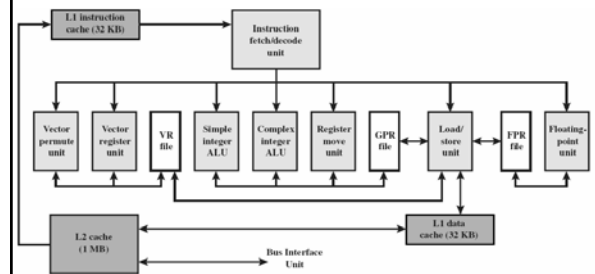 L1 instruction
cache (32 KB)
Instruction
fetch/decode
unit
Vector
permute
unit
Vector
register
unit
VR
file
Simple
integer
ALU
Complex
integer
ALU
Register
move
unit
GPR
file
Load/
store
unit
FPR
file
Floating-
point unit
L2 cache
(1 MB)
L1 data
cache (32 KB)
Bus Interface
Unit